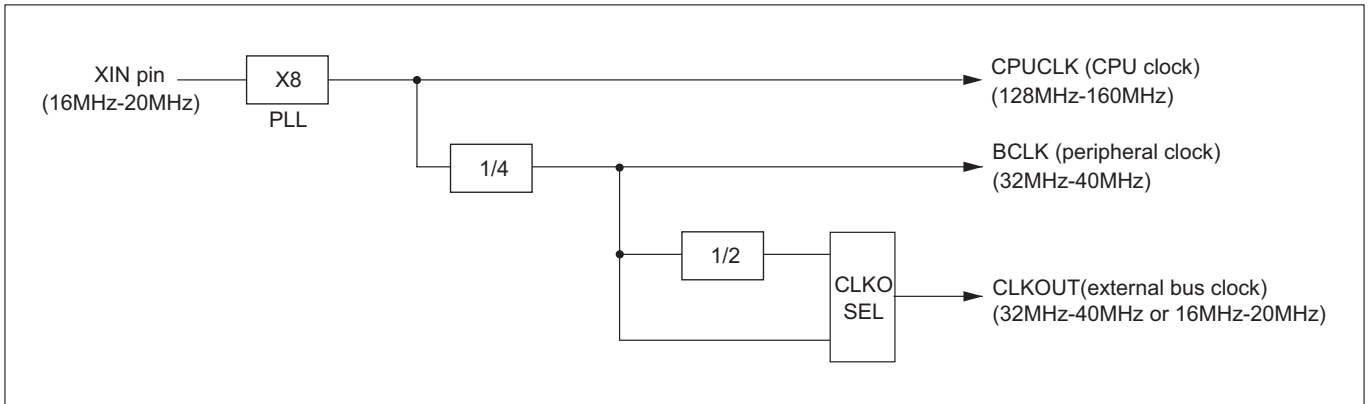 XIN pin
(16MHz-20MHz)
X8
PLL
CPUCLK (CPU clock)
(128MHz-160MHz)
1/4
BCLK (peripheral clock)
(32MHz-40MHz)
1/2
CLKO
SEL
CLKOUT(external bus clock)
(32MHz-40MHz or 16MHz-20MHz)